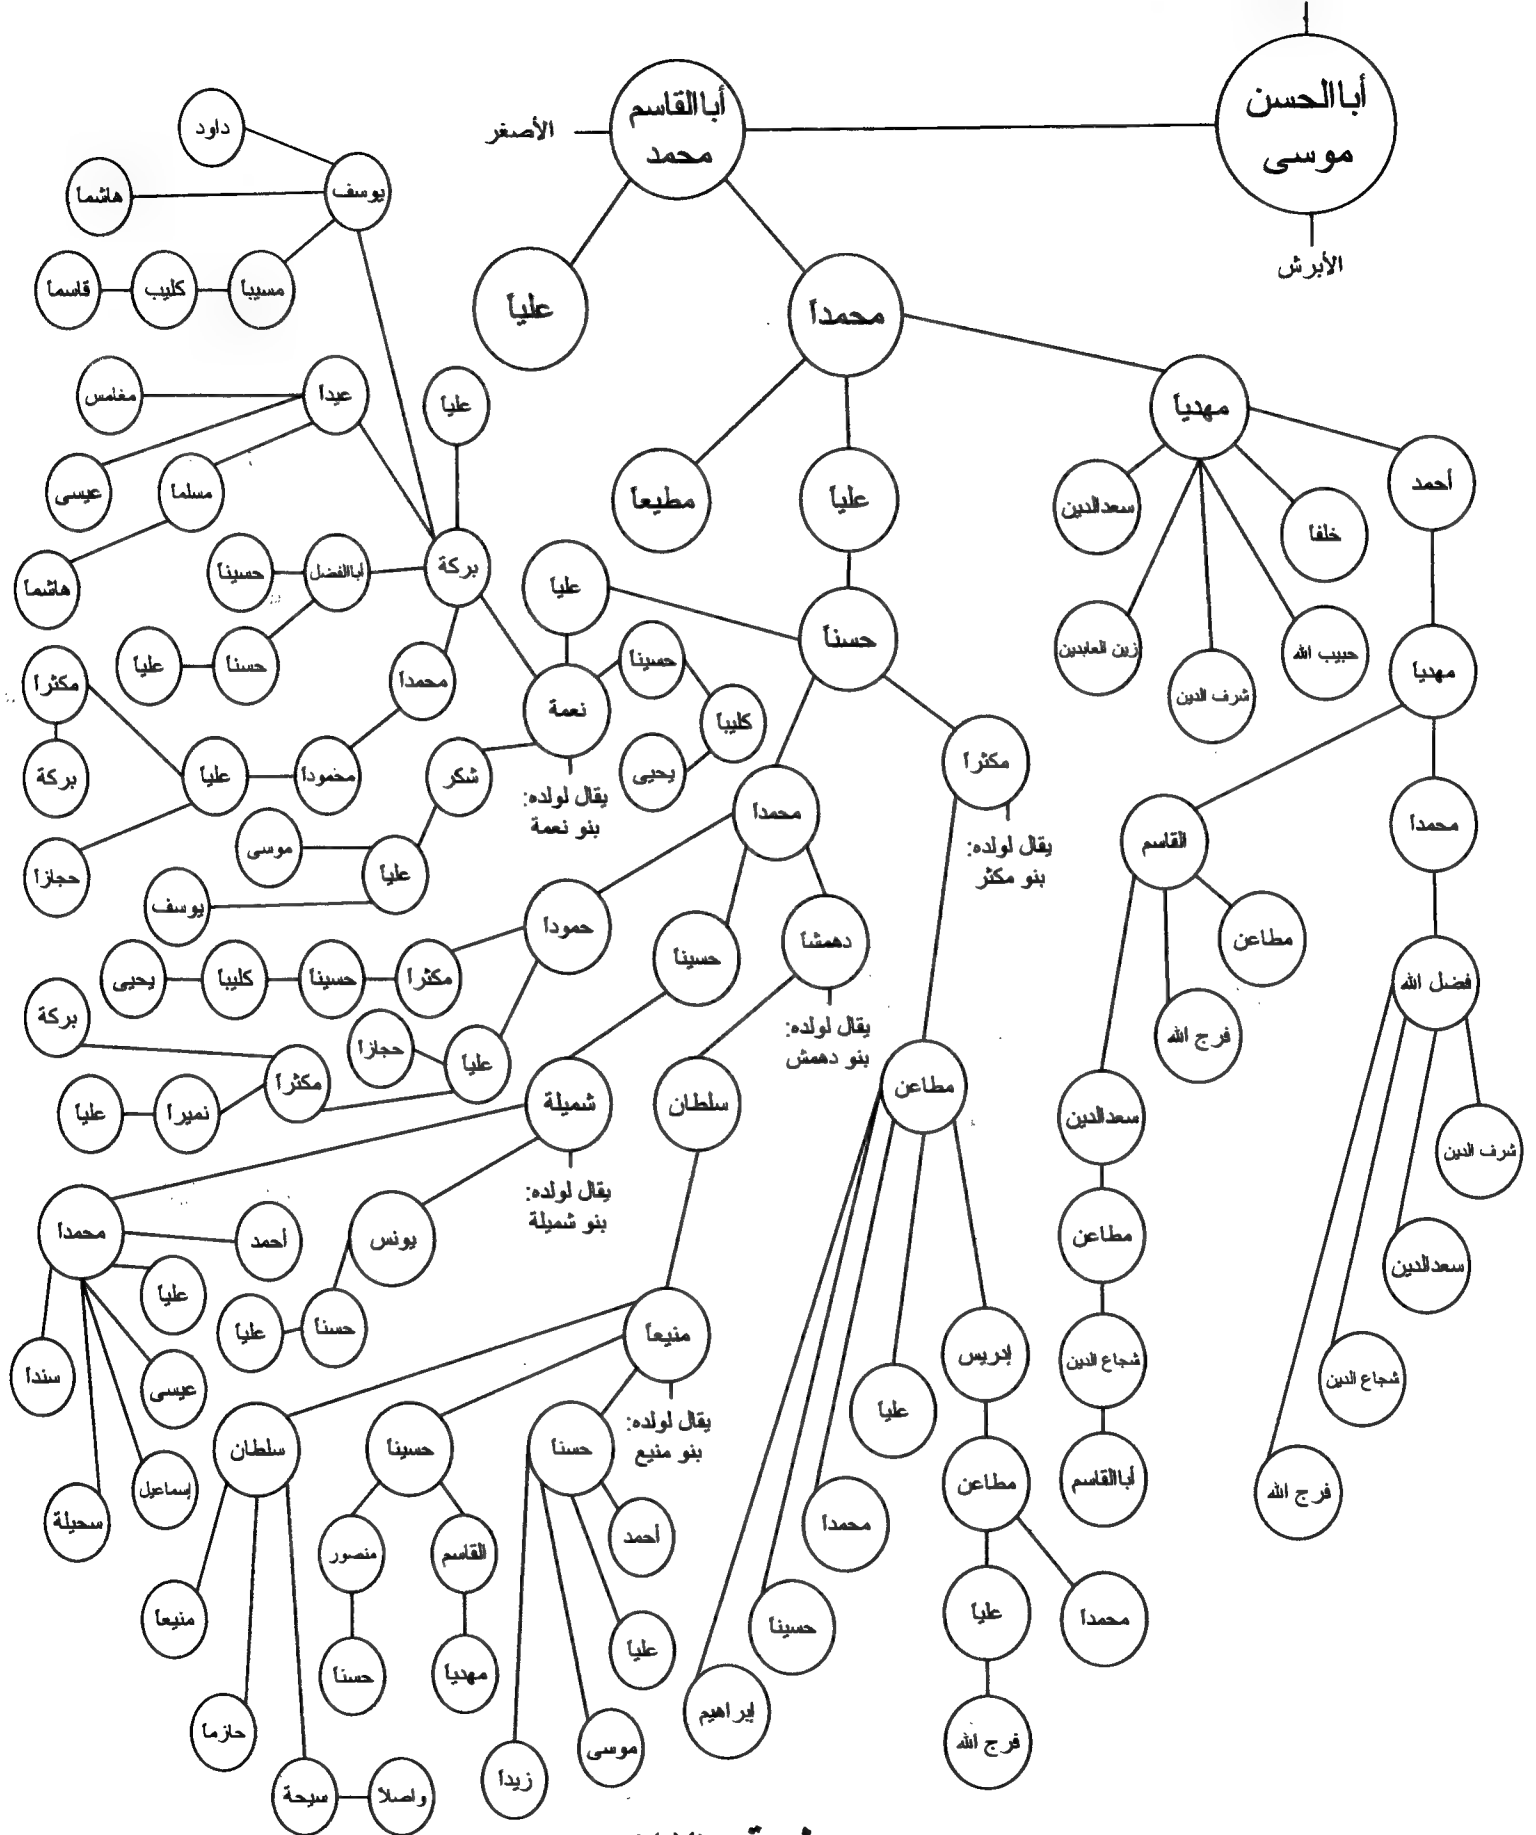 أباالحسن
موسى
الأبرش
أباالقاسم
محمد
الأصغر
علياً
محمداً
مهدياً
علياً
مطيعاً
أحمد
خلفا
حبيب الله
شرف الدين
زين العابدين
سعدالدين
مهدياً
محمداً
القاسم
فضل الله
شرف الدين
سعدالدين
شجاع الدين
فرج الله
مطاعن
فرج الله
سعدالدين
مطاعن
شجاع الدين
أباالقاسم
حسناً
مكثراً
يقال لولده:
بنو مكثر
محمداً
علياً
مطاعن
إدريس
علياً
محمدا
حسيناً
إبراهيم
مطاعن
محمدا
علياً
فرج الله
دهمشا
يقال لولده:
بنو دهمش
حسيناً
حموداً
سلطان
منيعاً
يقال لولده:
بنو منيع
حسناً
حسيناً
سلطان
أحمد
علياً
موسى
زيداً
القاسم
مهدياً
منصور
حسناً
منيعاً
حازماً
سيحة
واصلاً
شميلة
يقال لولده:
بنو شميلة
يونس
حسناً
علياً
محمداً
أحمد
علياً
عيسى
إسماعيل
سحيلة
سنداً
مكثراً
حسيناً
كليباً
يحيى
علياً
حجازا
مكثراً
بركة
نميراً
علياً
نعمة
يقال لولده:
بنو نعمة
حسيناً
كليباً
يحيى
شكر
علياً
موسى
يوسف
بركة
علياً
يوسف
داود
هاشما
مسيبا
كليب
قاسما
عيدا
مغامس
عيسى
مسلما
هاشما
أباالفضل
حسيناً
حسناً
علياً
محمداً
محموداً
علياً
مكثراً
بركة
حجازا